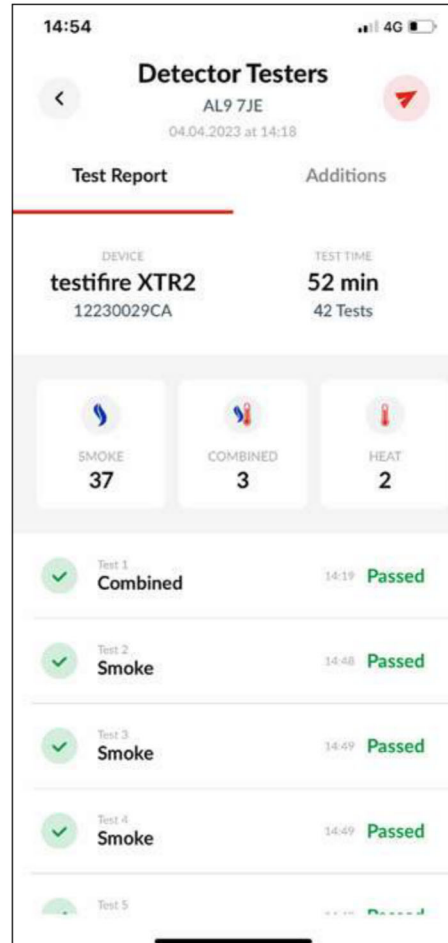 14:54
4G
Detector Testers
AL9 7JE
04.04.2023 at 14:18
Test Report
Additions
DEVICE
testifire XTR2
12230029CA
TEST TIME
52 min
42 Tests
SMOKE
37
COMBINED
3
HEAT
2
Test 1
Combined
14:19 Passed
Test 2
Smoke
14:48 Passed
Test 3
Smoke
14:49 Passed
Test 4
Smoke
14:49 Passed
Test 5